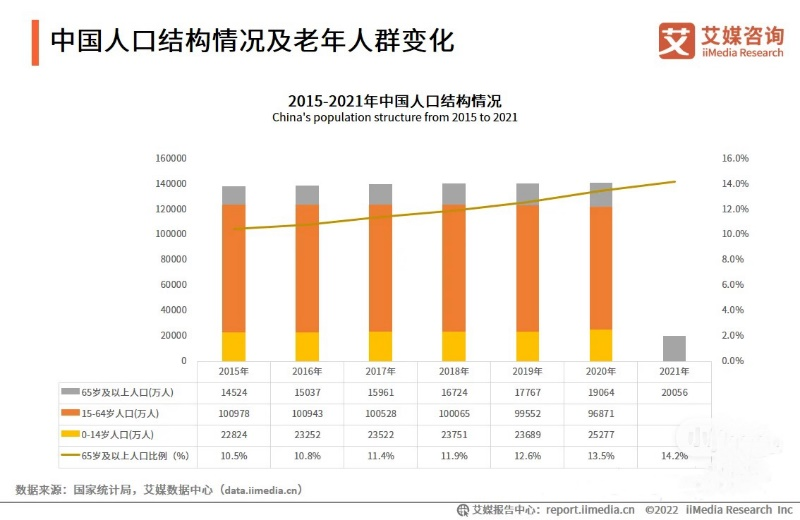 中国人口结构情况及老年人群变化
艾媒咨询
iiMedia Research
2015-2021年中国人口结构情况
China's population structure from 2015 to 2021
160000 16.0%
140000 14.0%
120000 12.0%
100000 10.0%
80000 8.0%
60000 6.0%
40000 4.0%
20000 2.0%
0 0.0%
2015年 2016年 2017年 2018年 2019年 2020年 2021年
65岁及以上人口(万人) 14524 15037 15961 16724 17767 19064 20056
15-64岁人口(万人) 100978 100943 100528 100065 99552 96871
0-14岁人口(万人) 22824 23252 23522 23751 23689 25277
65岁及以上人口比例（%） 10.5% 10.8% 11.4% 11.9% 12.6% 13.5% 14.2%
数据来源：国家统计局，艾媒数据中心（data.iimedia.cn）
艾媒报告中心：report.iimedia.cn ©2022 iiMedia Research Inc